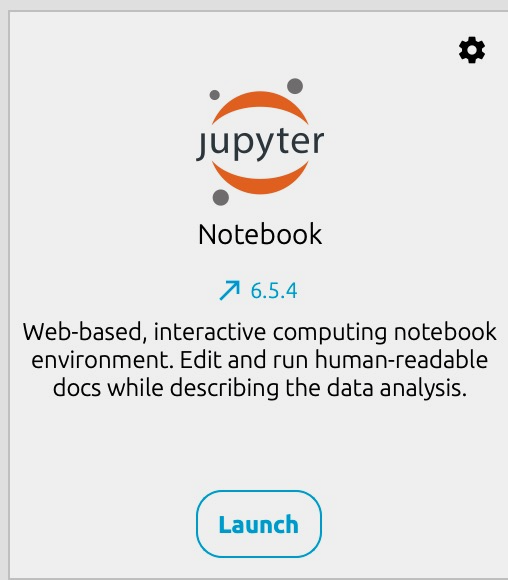 jupyter
Notebook
6.5.4
Web-based, interactive computing notebook
environment. Edit and run human-readable
docs while describing the data analysis.
Launch